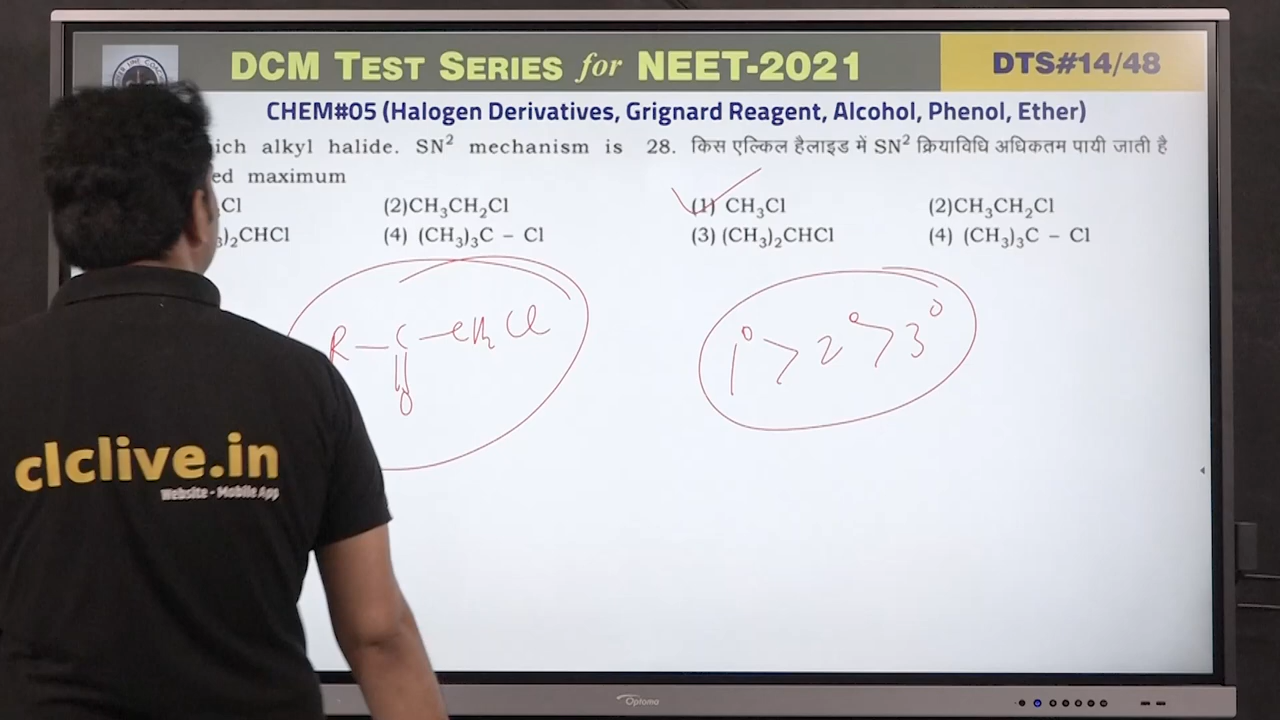 DCM TEST SERIES for NEET-2021 DTS#14/48
CHEM#05 (Halogen Derivatives, Grignard Reagent, Alcohol, Phenol, Ether)
ich alkyl halide. SN² mechanism is
ed maximum
Cl (2)CH₃CH₂Cl
)₂CHCl (4) (CH₃)₃C – Cl
28. किस एल्किल हैलाइड में SN² क्रियाविधि अधिकतम पायी जाती है
(1) CH₃Cl (2)CH₃CH₂Cl
(3) (CH₃)₂CHCl (4) (CH₃)₃C – Cl
R — C — CH₂ Cl
O
1° > 2° > 3°
clclive.in
Website - Mobile App
Optoma